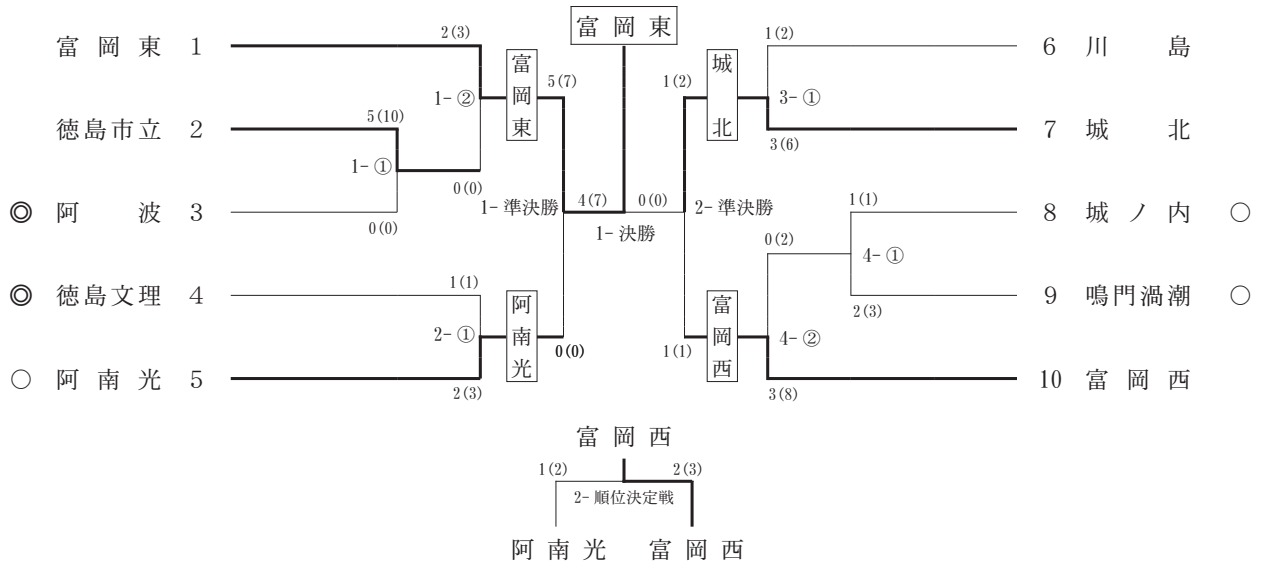 富岡東
富岡東 1
2(3)
富岡東
5(7)
1-②
徳島市立 2
5(10)
1-①
0(0)
◎ 阿波 3
0(0)
1-準決勝
4(7)
0(0)
1-決勝
2-準決勝
◎ 徳島文理 4
1(1)
2-①
阿南光
0(0)
○ 阿南光 5
2(3)
1(2)
6 川島
城北
1(2)
3-①
7 城北
3(6)
8 城ノ内 ○
1(1)
0(2)
4-①
9 鳴門渦潮 ○
2(3)
富岡西
1(1)
4-②
10 富岡西
3(8)
富岡西
1(2)
2(3)
2-順位決定戦
阿南光 富岡西